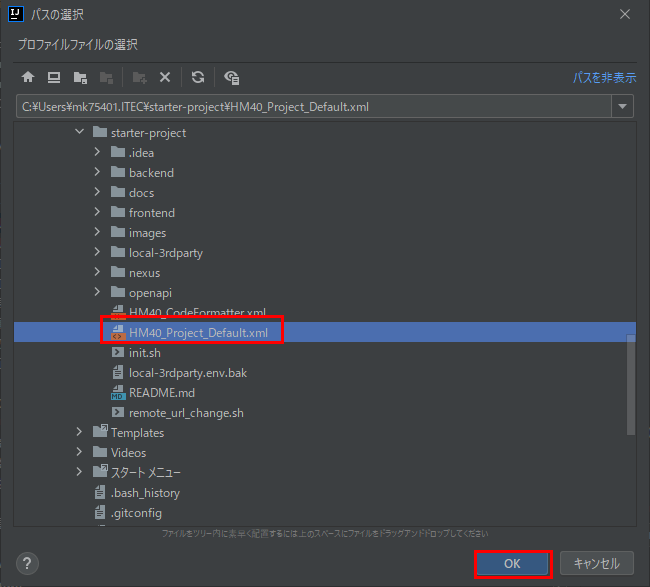 IJ
パスの選択
プロファイルファイルの選択
パスを非表示
C:¥Users¥mk75401.ITEC¥starter-project¥HM40_Project_Default.xml
starter-project
.idea
backend
docs
frontend
images
local-3rdparty
nexus
openapi
HM40_CodeFormatter.xml
HM40_Project_Default.xml
init.sh
local-3rdparty.env.bak
MD README.md
remote_url_change.sh
Templates
Videos
スタート メニュー
.bash_history
.gitconfig
ファイルをツリー内に素早く配置するには上のスペースにファイルをドラッグアンドドロップしてください
?
OK
キャンセル